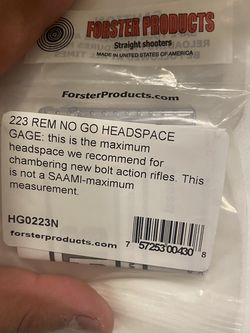 FORSTER PRODUCTS
Straight shooters
MADE IN UNITED STATES OF AMERICA
ForsterProducts.com
223 REM NO GO HEADSPACE
GAGE: this is the maximum
headspace we recommend for
chambering new bolt action rifles. This
is not a SAAMI-maximum
measurement.
HG0223N
forsterproducts.com
7 57253 00430 8